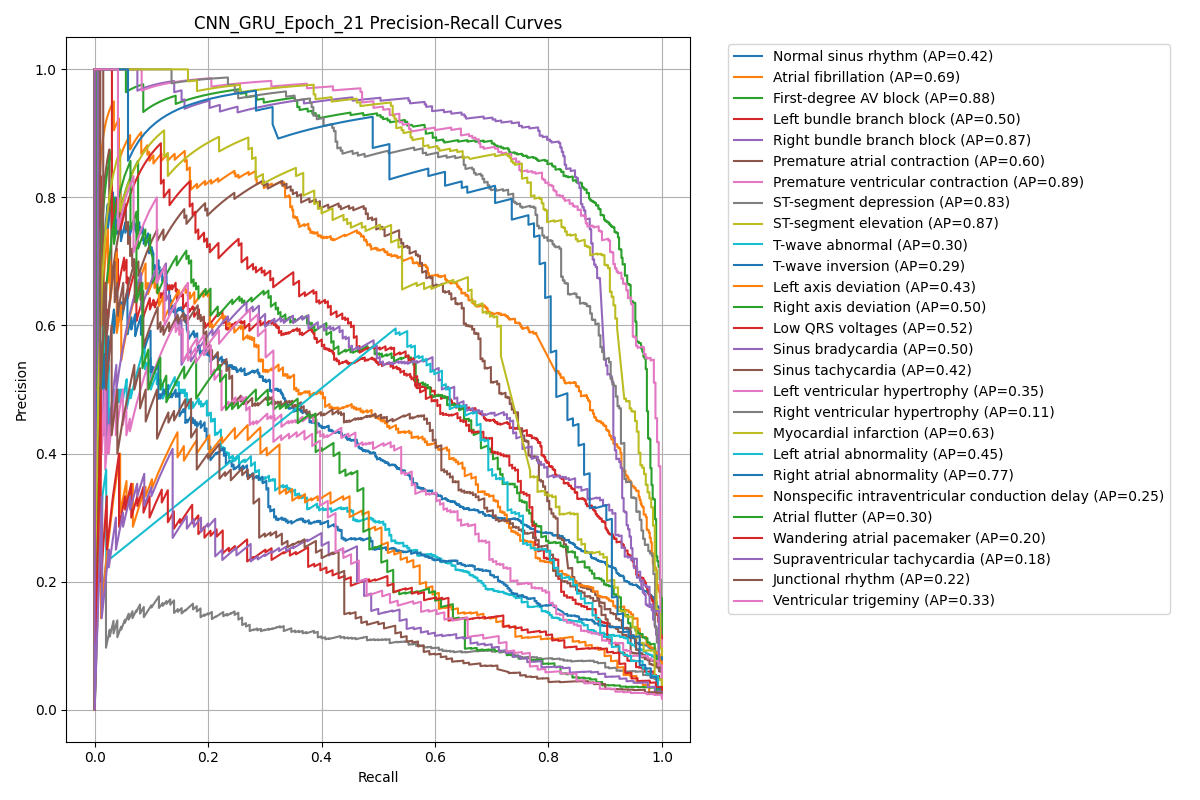 CNN_GRU_Epoch_21 Precision-Recall Curves
1.0
0.8
0.6
0.4
0.2
0.0
Precision
0.0 0.2 0.4 0.6 0.8 1.0
Recall
Normal sinus rhythm (AP=0.42)
Atrial fibrillation (AP=0.69)
First-degree AV block (AP=0.88)
Left bundle branch block (AP=0.50)
Right bundle branch block (AP=0.87)
Premature atrial contraction (AP=0.60)
Premature ventricular contraction (AP=0.89)
ST-segment depression (AP=0.83)
ST-segment elevation (AP=0.87)
T-wave abnormal (AP=0.30)
T-wave inversion (AP=0.29)
Left axis deviation (AP=0.43)
Right axis deviation (AP=0.50)
Low QRS voltages (AP=0.52)
Sinus bradycardia (AP=0.50)
Sinus tachycardia (AP=0.42)
Left ventricular hypertrophy (AP=0.35)
Right ventricular hypertrophy (AP=0.11)
Myocardial infarction (AP=0.63)
Left atrial abnormality (AP=0.45)
Right atrial abnormality (AP=0.77)
Nonspecific intraventricular conduction delay (AP=0.25)
Atrial flutter (AP=0.30)
Wandering atrial pacemaker (AP=0.20)
Supraventricular tachycardia (AP=0.18)
Junctional rhythm (AP=0.22)
Ventricular trigeminy (AP=0.33)